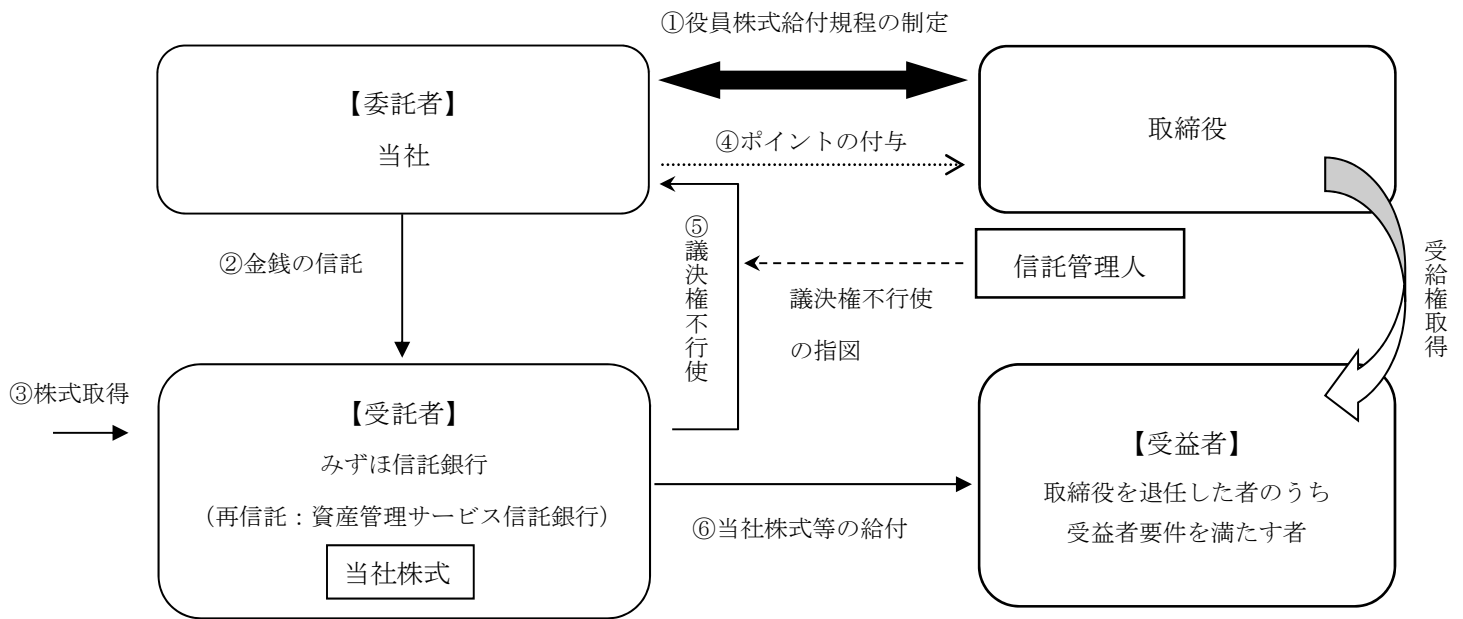 ①役員株式給付規程の制定
【委託者】
当社
取締役
④ポイントの付与
②金銭の信託
⑤議決権不行使
信託管理人
議決権不行使
の指図
受給権取得
③株式取得
【受託者】
みずほ信託銀行
（再信託：資産管理サービス信託銀行）
当社株式
⑥当社株式等の給付
【受益者】
取締役を退任した者のうち
受益者要件を満たす者